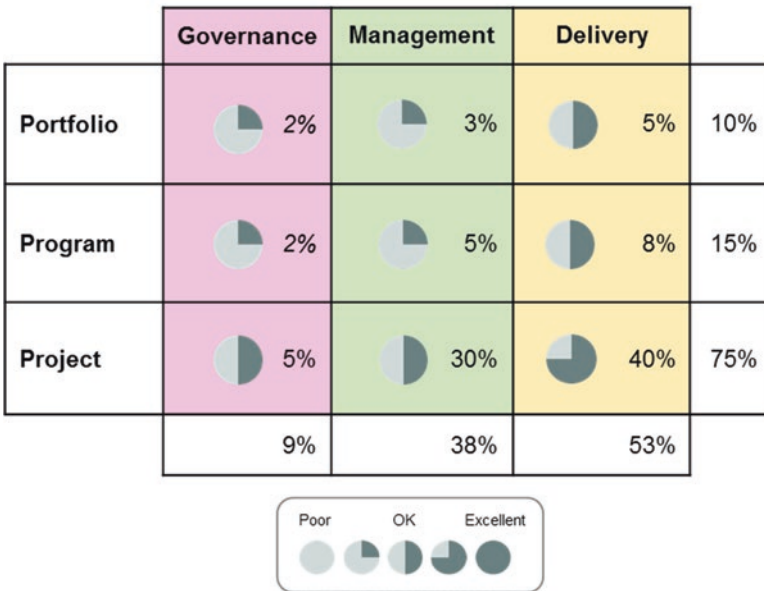 Governance Management Delivery
Portfolio 2% 3% 5% 10%
Program 2% 5% 8% 15%
Project 5% 30% 40% 75%
9% 38% 53%
Poor OK Excellent